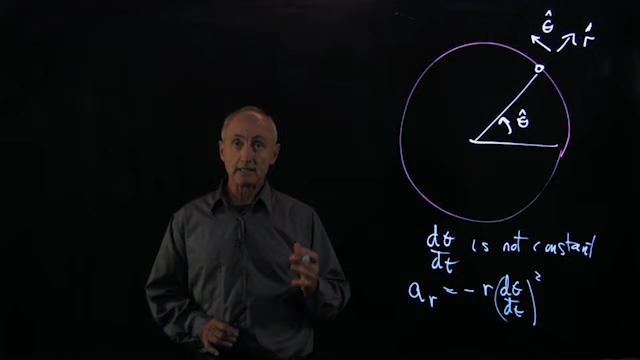 θ̂ r̂
θ̂
dθ/dt is not constant
a_r = - r (dθ/dt)^2